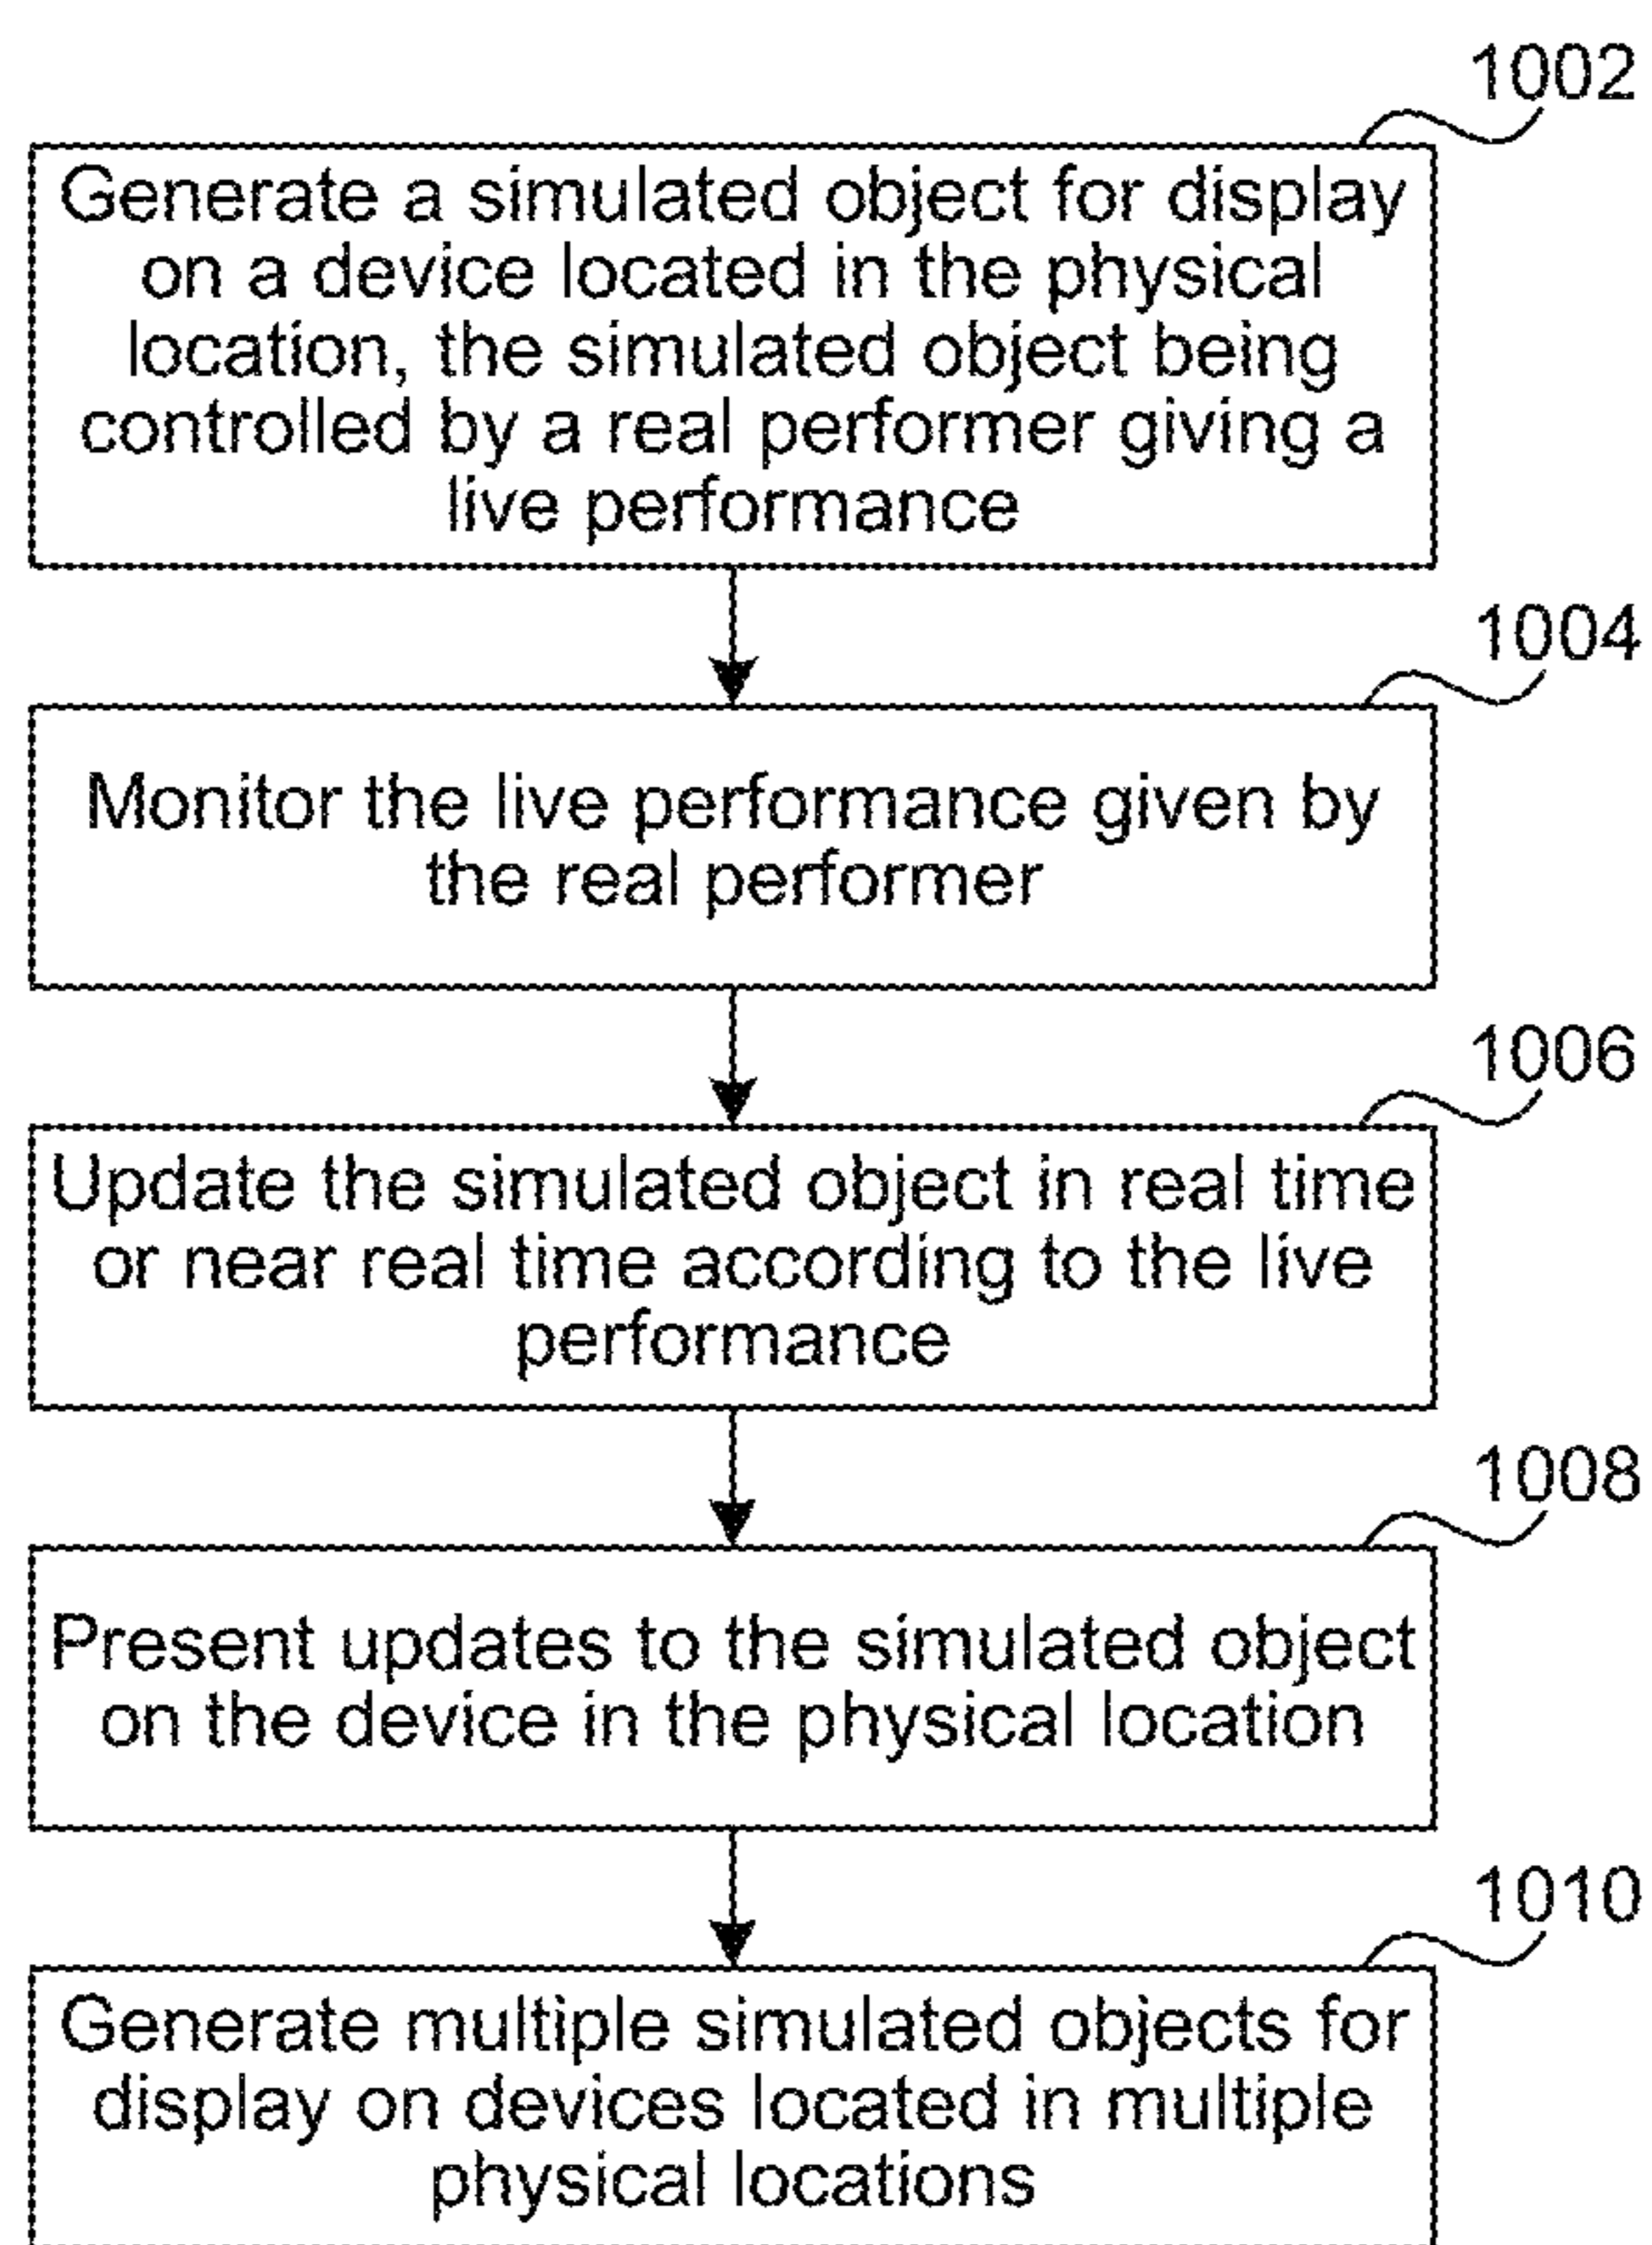 1002
Generate a simulated object for display
on a device located in the physical
location, the simulated object being
controlled by a real performer giving a
live performance
1004
Monitor the live performance given by
the real performer
1006
Update the simulated object in real time
or near real time according to the live
performance
1008
Present updates to the simulated object
on the device in the physical location
1010
Generate multiple simulated objects for
display on devices located in multiple
physical locations